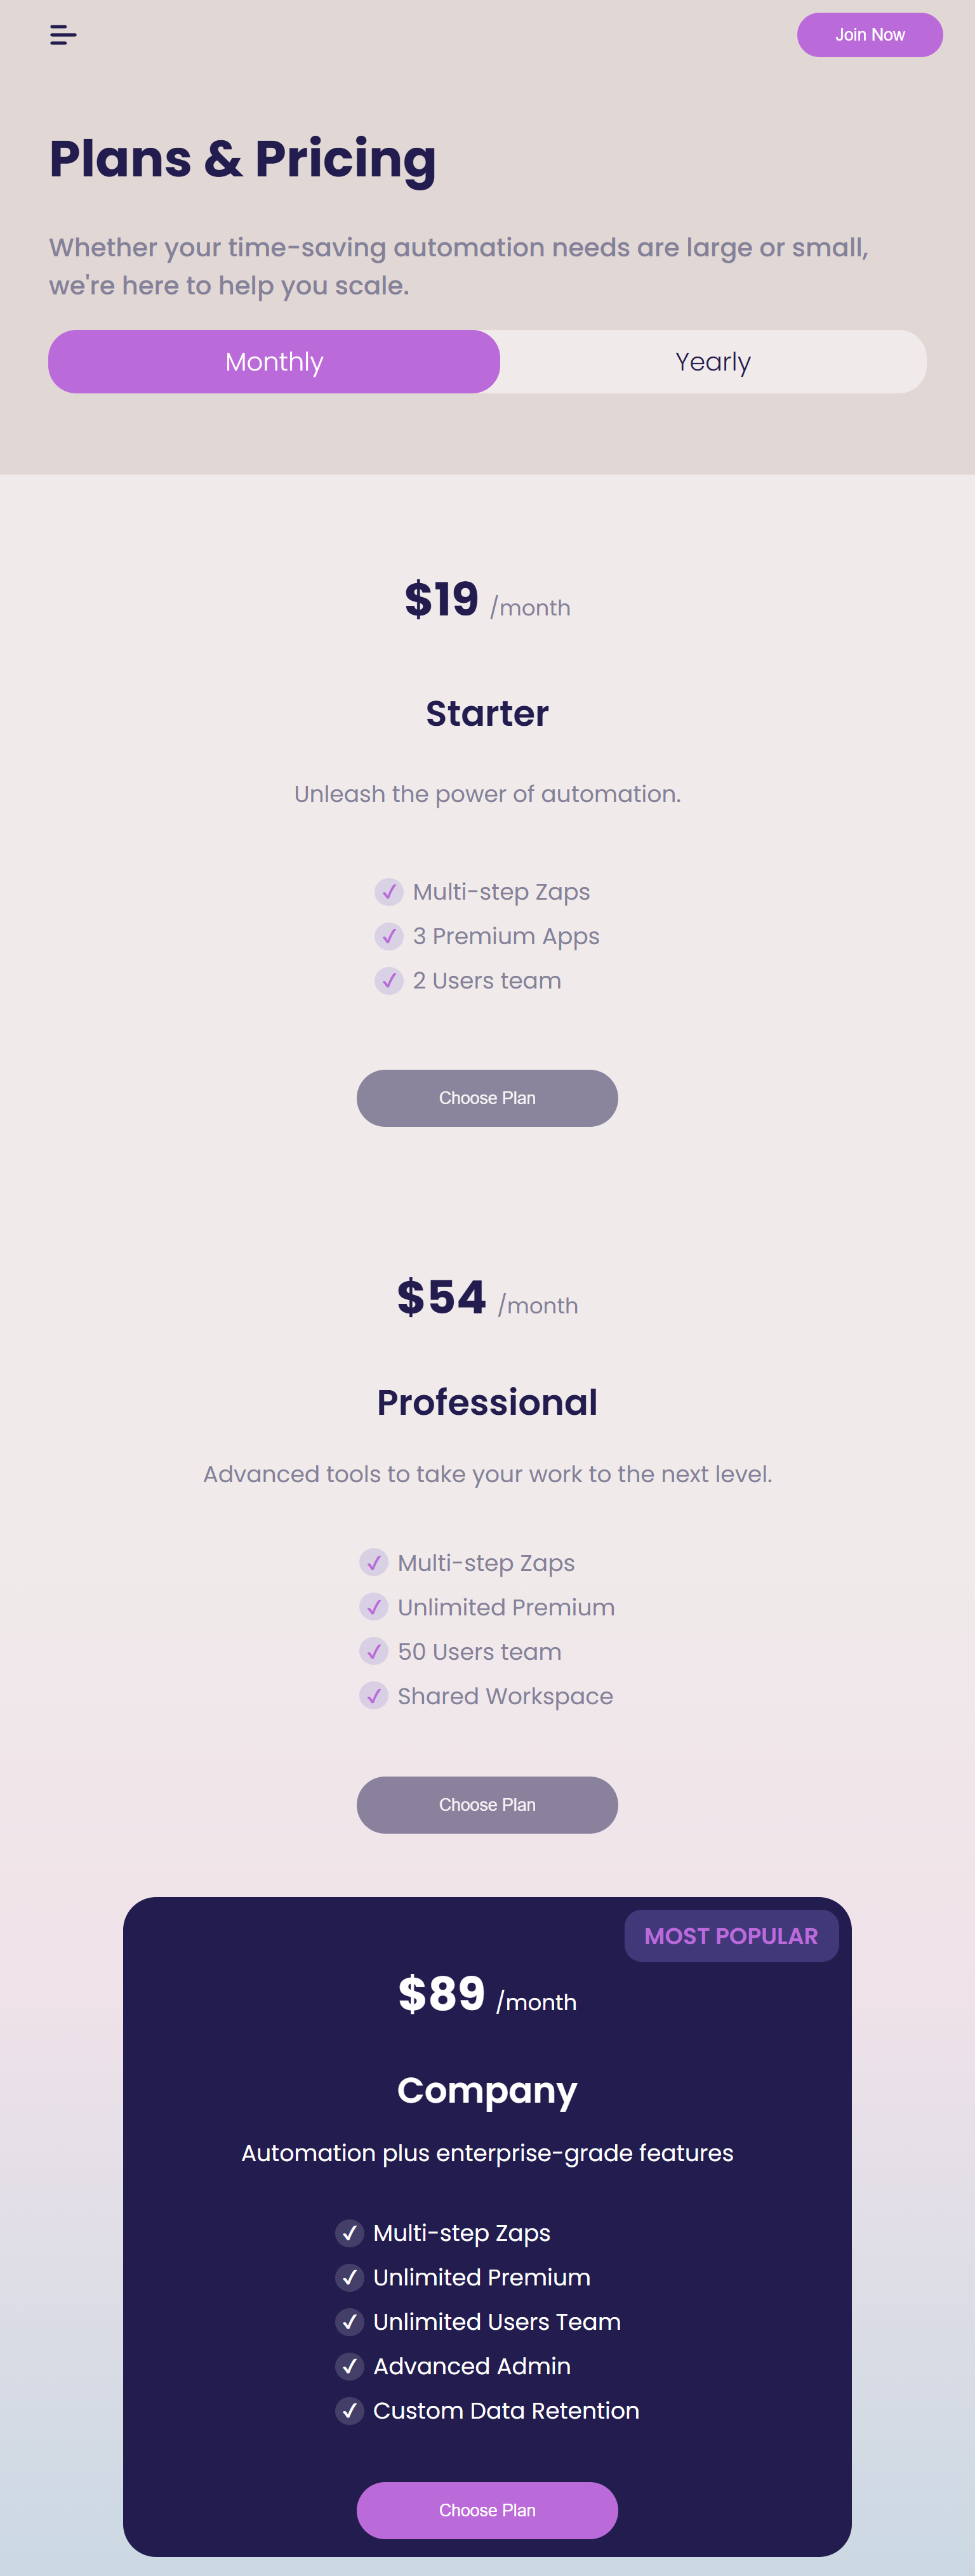 Join Now
Plans & Pricing
Whether your time-saving automation needs are large or small,
we're here to help you scale.
Monthly
Yearly
$19 /month
Starter
Unleash the power of automation.
Multi-step Zaps
3 Premium Apps
2 Users team
Choose Plan
$54 /month
Professional
Advanced tools to take your work to the next level.
Multi-step Zaps
Unlimited Premium
50 Users team
Shared Workspace
Choose Plan
MOST POPULAR
$89 /month
Company
Automation plus enterprise-grade features
Multi-step Zaps
Unlimited Premium
Unlimited Users Team
Advanced Admin
Custom Data Retention
Choose Plan